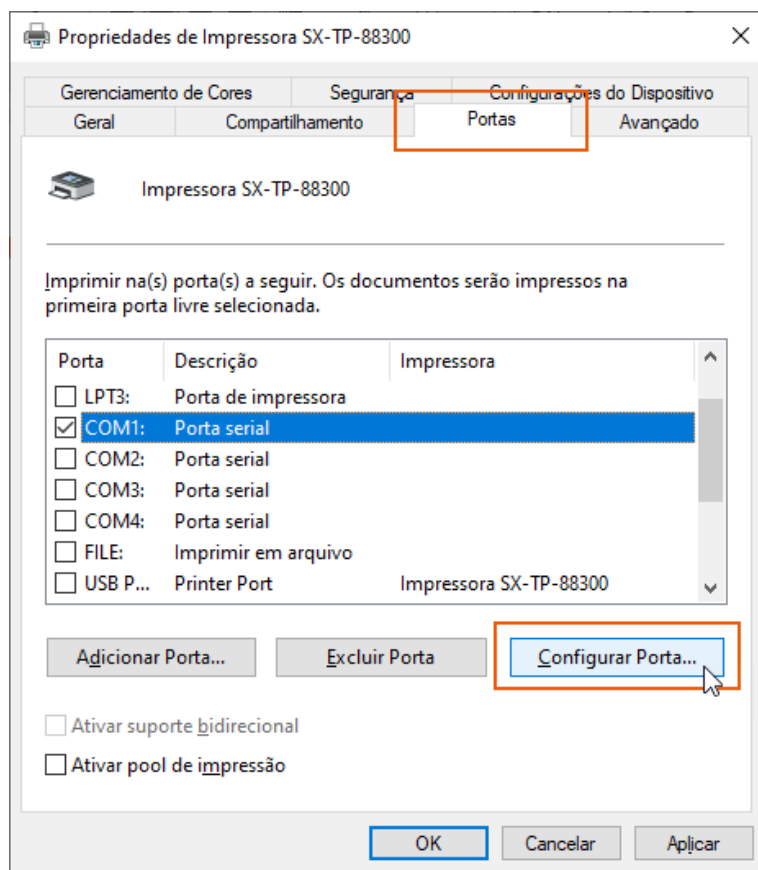 Propriedades de Impressora SX-TP-88300
Gerenciamento de Cores Segurança Configurações do Dispositivo
Geral Compartilhamento Portas Avançado
Impressora SX-TP-88300
Imprimir na(s) porta(s) a seguir. Os documentos serão impressos na
primeira porta livre selecionada.
Porta Descrição Impressora
LPT3: Porta de impressora
COM1: Porta serial
COM2: Porta serial
COM3: Porta serial
COM4: Porta serial
FILE: Imprimir em arquivo
USB P... Printer Port Impressora SX-TP-88300
Adicionar Porta... Excluir Porta Configurar Porta...
Ativar suporte bidirecional
Ativar pool de impressão
OK Cancelar Aplicar